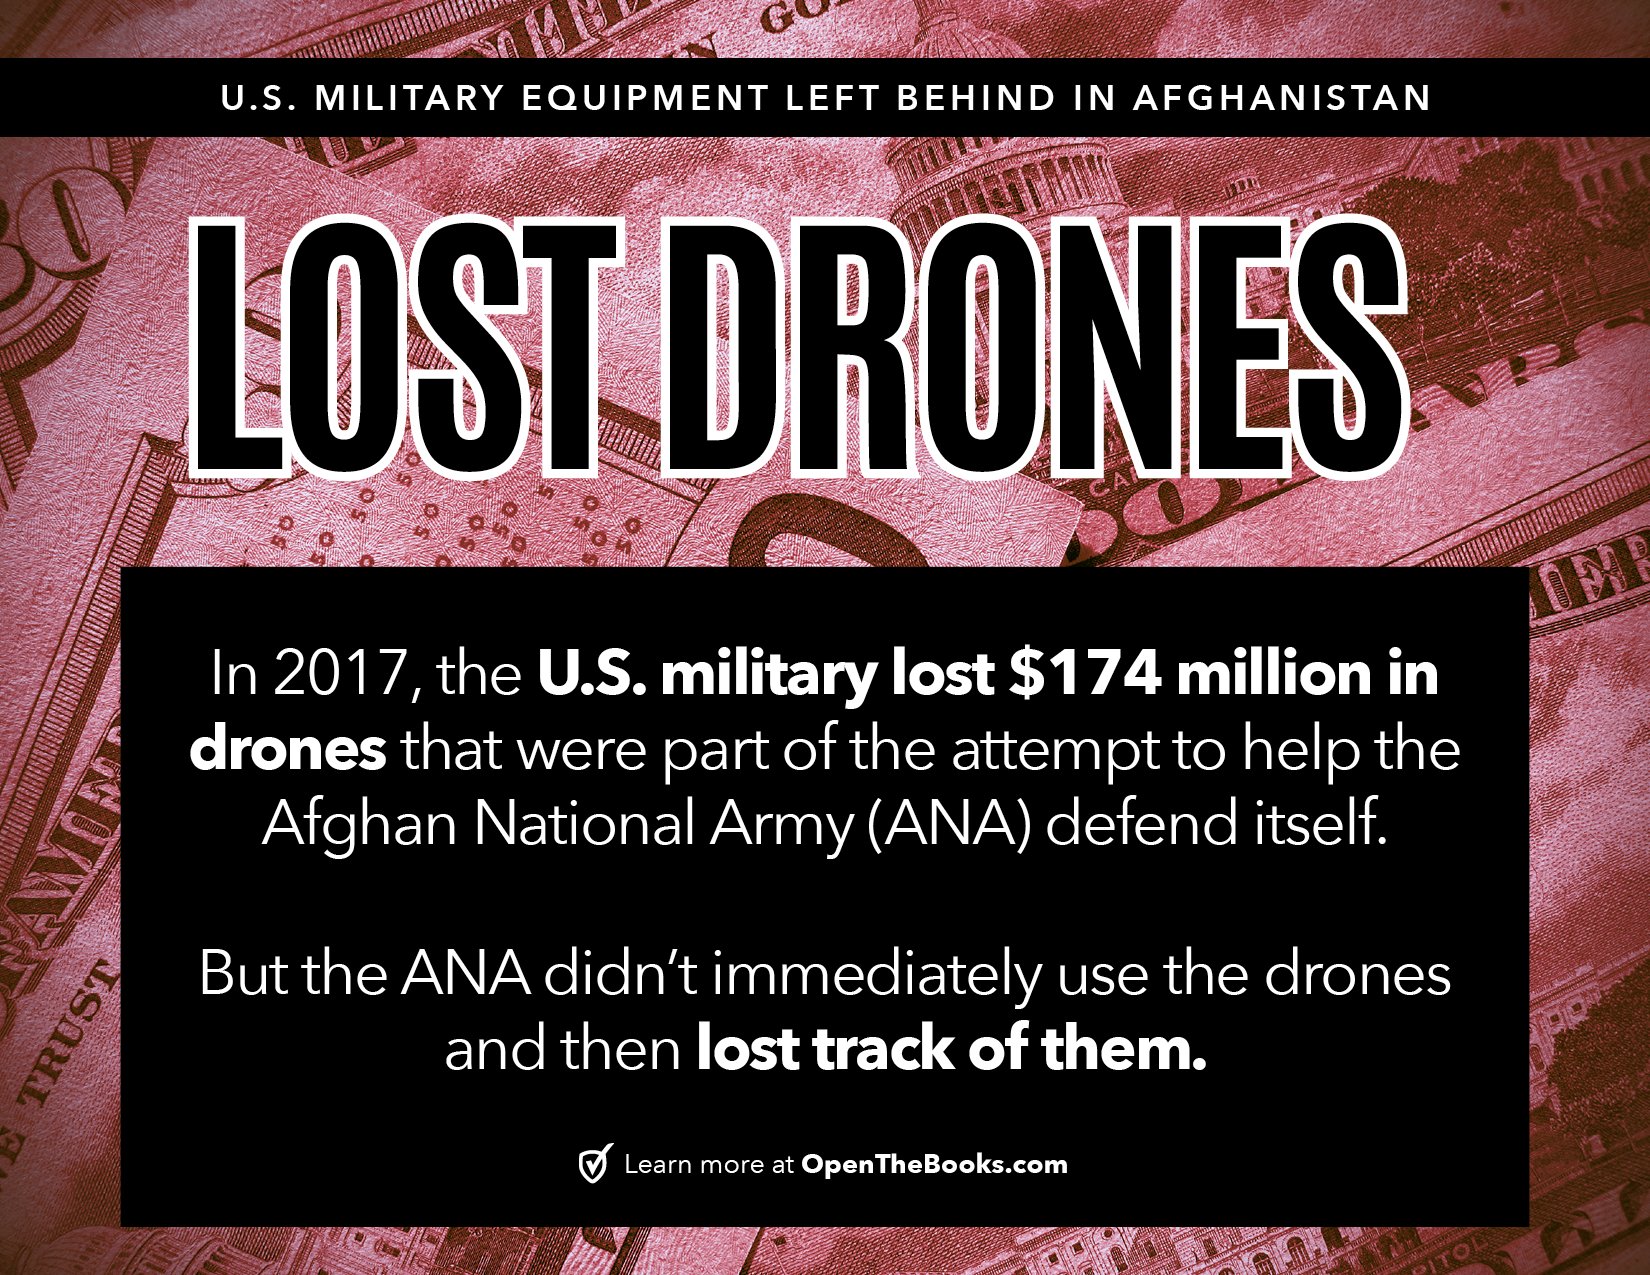 U.S. MILITARY EQUIPMENT LEFT BEHIND IN AFGHANISTAN
LOST DRONES
In 2017, the U.S. military lost $174 million in
drones that were part of the attempt to help the
Afghan National Army (ANA) defend itself.
But the ANA didn’t immediately use the drones
and then lost track of them.
Learn more at OpenTheBooks.com